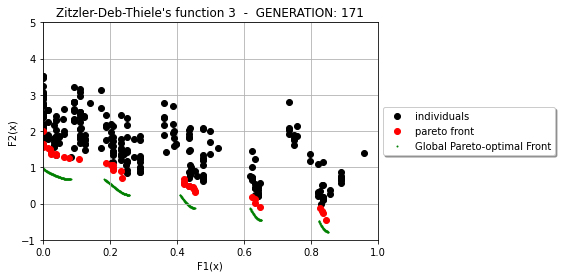 Zitzler-Deb-Thiele's function 3 - GENERATION: 171
5
4
3
2
1
0
−1
F2(x)
0.0 0.2 0.4 0.6 0.8 1.0
F1(x)
individuals
pareto front
Global Pareto-optimal Front